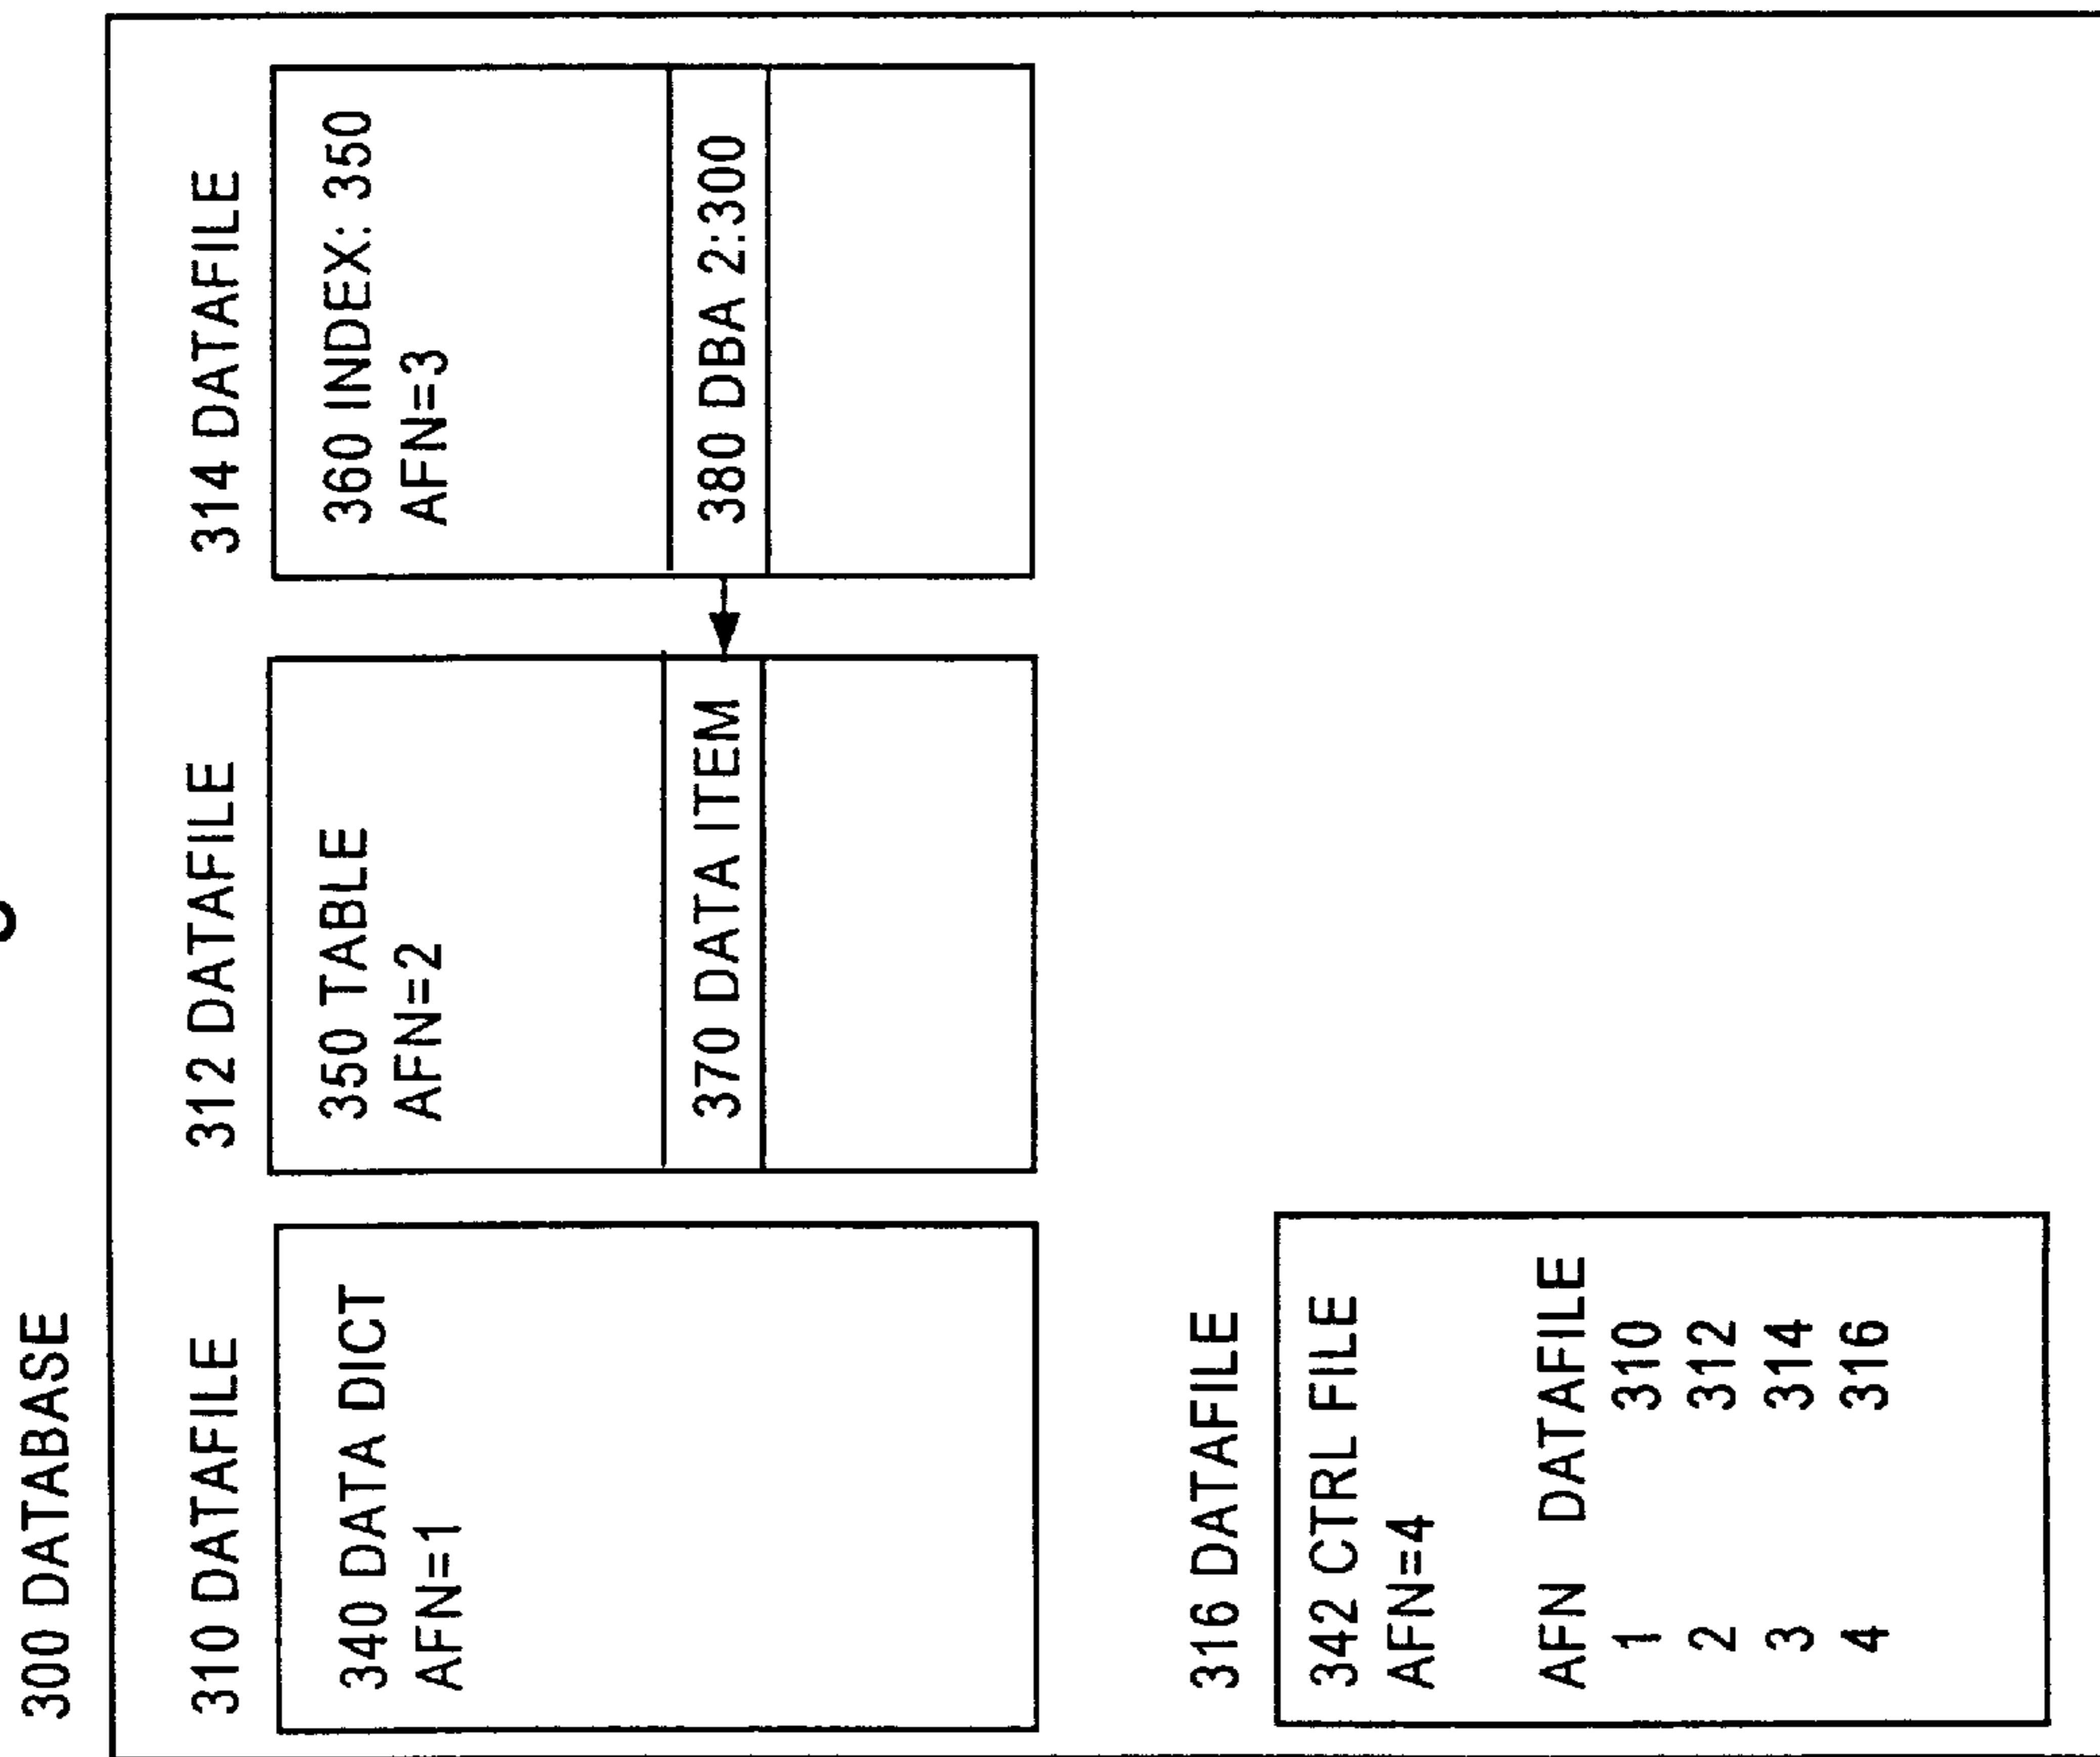 300 DATABASE
310 DATAFILE
340 DATA DICT
AFN=1
312 DATAFILE
350 TABLE
AFN=2
370 DATA ITEM
314 DATAFILE
360 INDEX: 350
AFN=3
380 DBA 2:300
316 DATAFILE
342 CTRL FILE
AFN=4
AFN DATAFILE
1 310
2 312
3 314
4 316